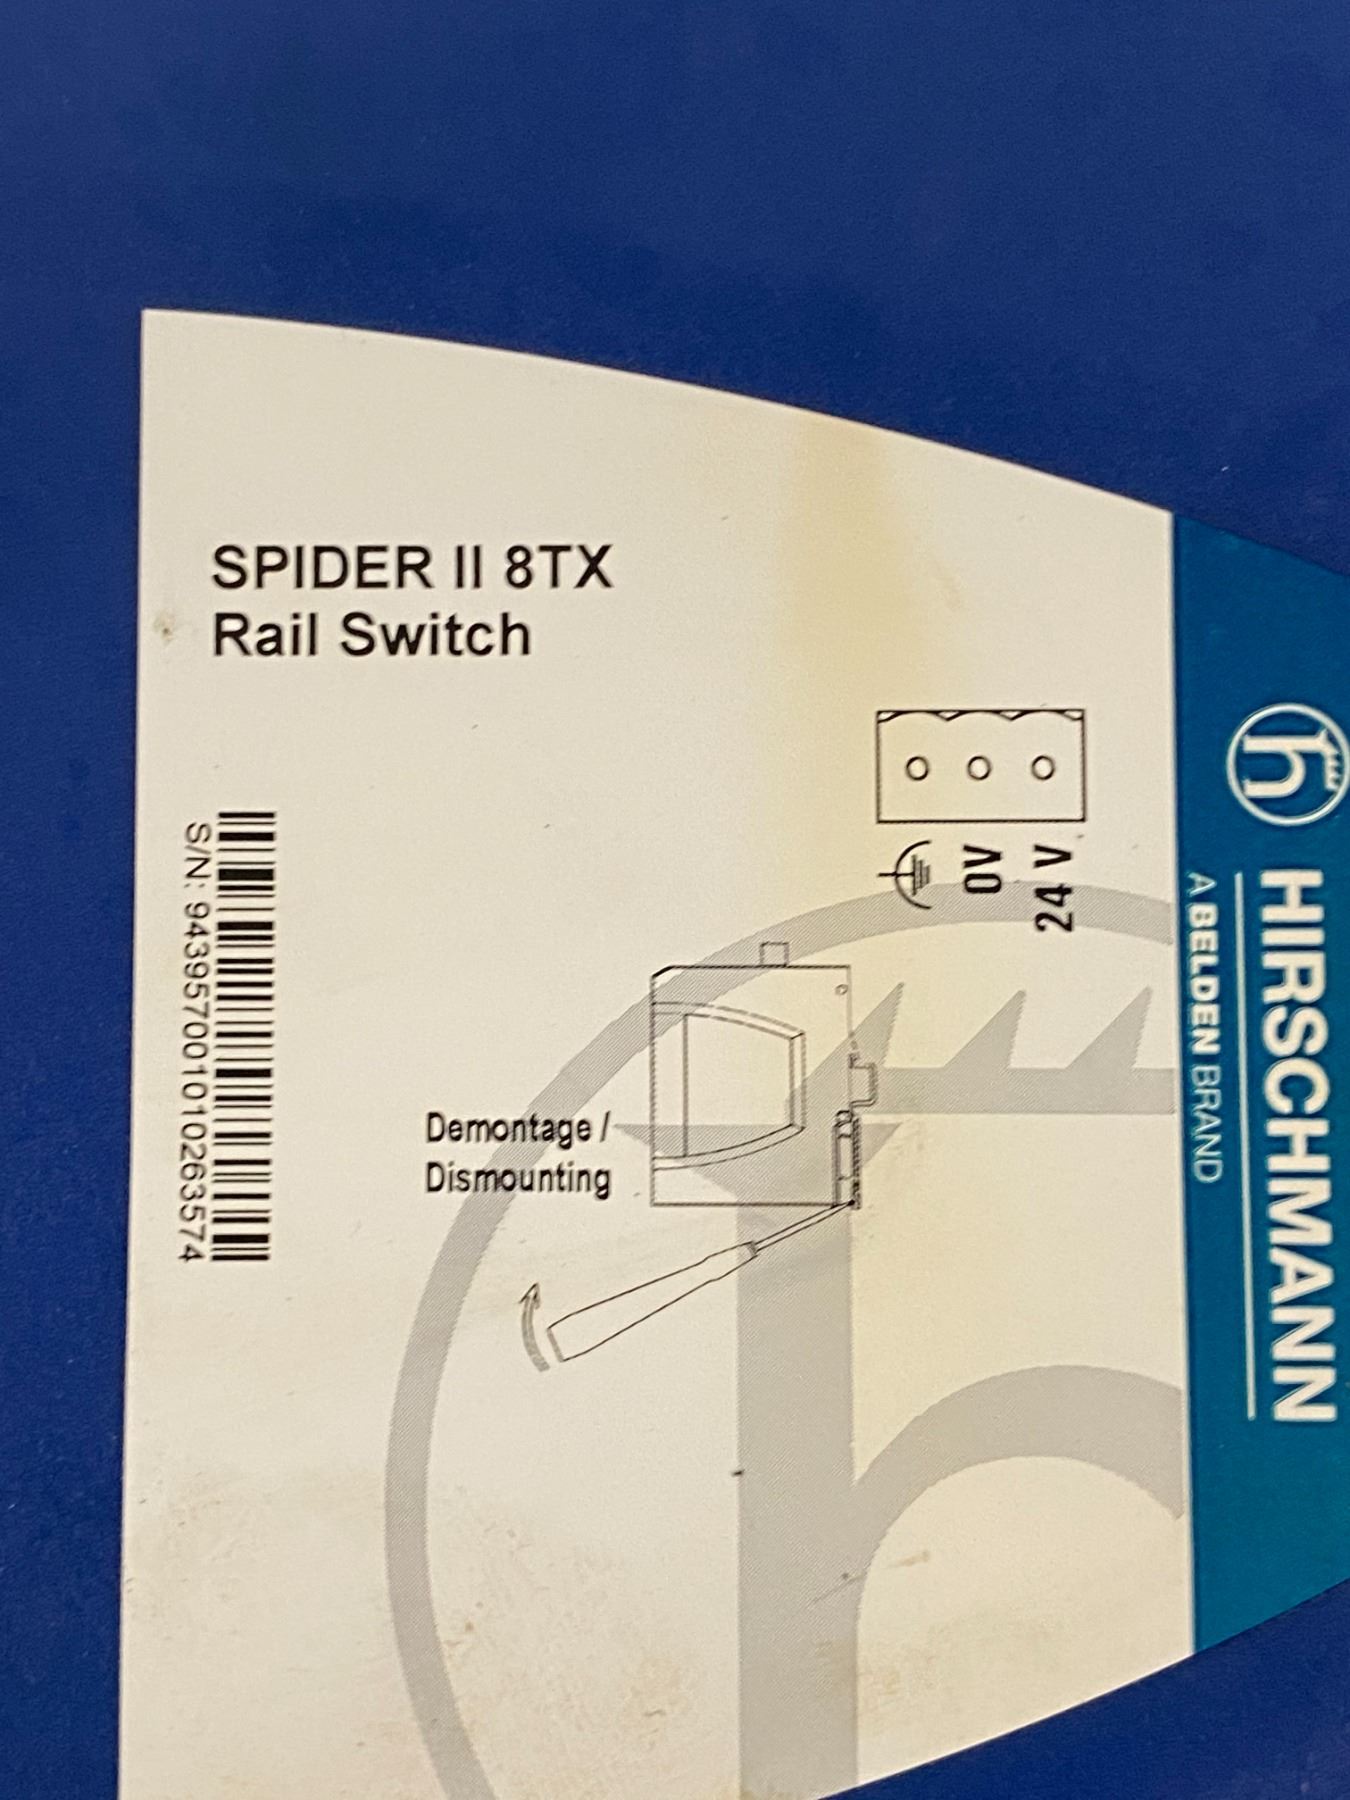 SPIDER II 8TX
Rail Switch
24 V
0V
S/N: 943957001010263574
Demontage /
Dismounting
HIRSCHMANN
A BELDEN BRAND